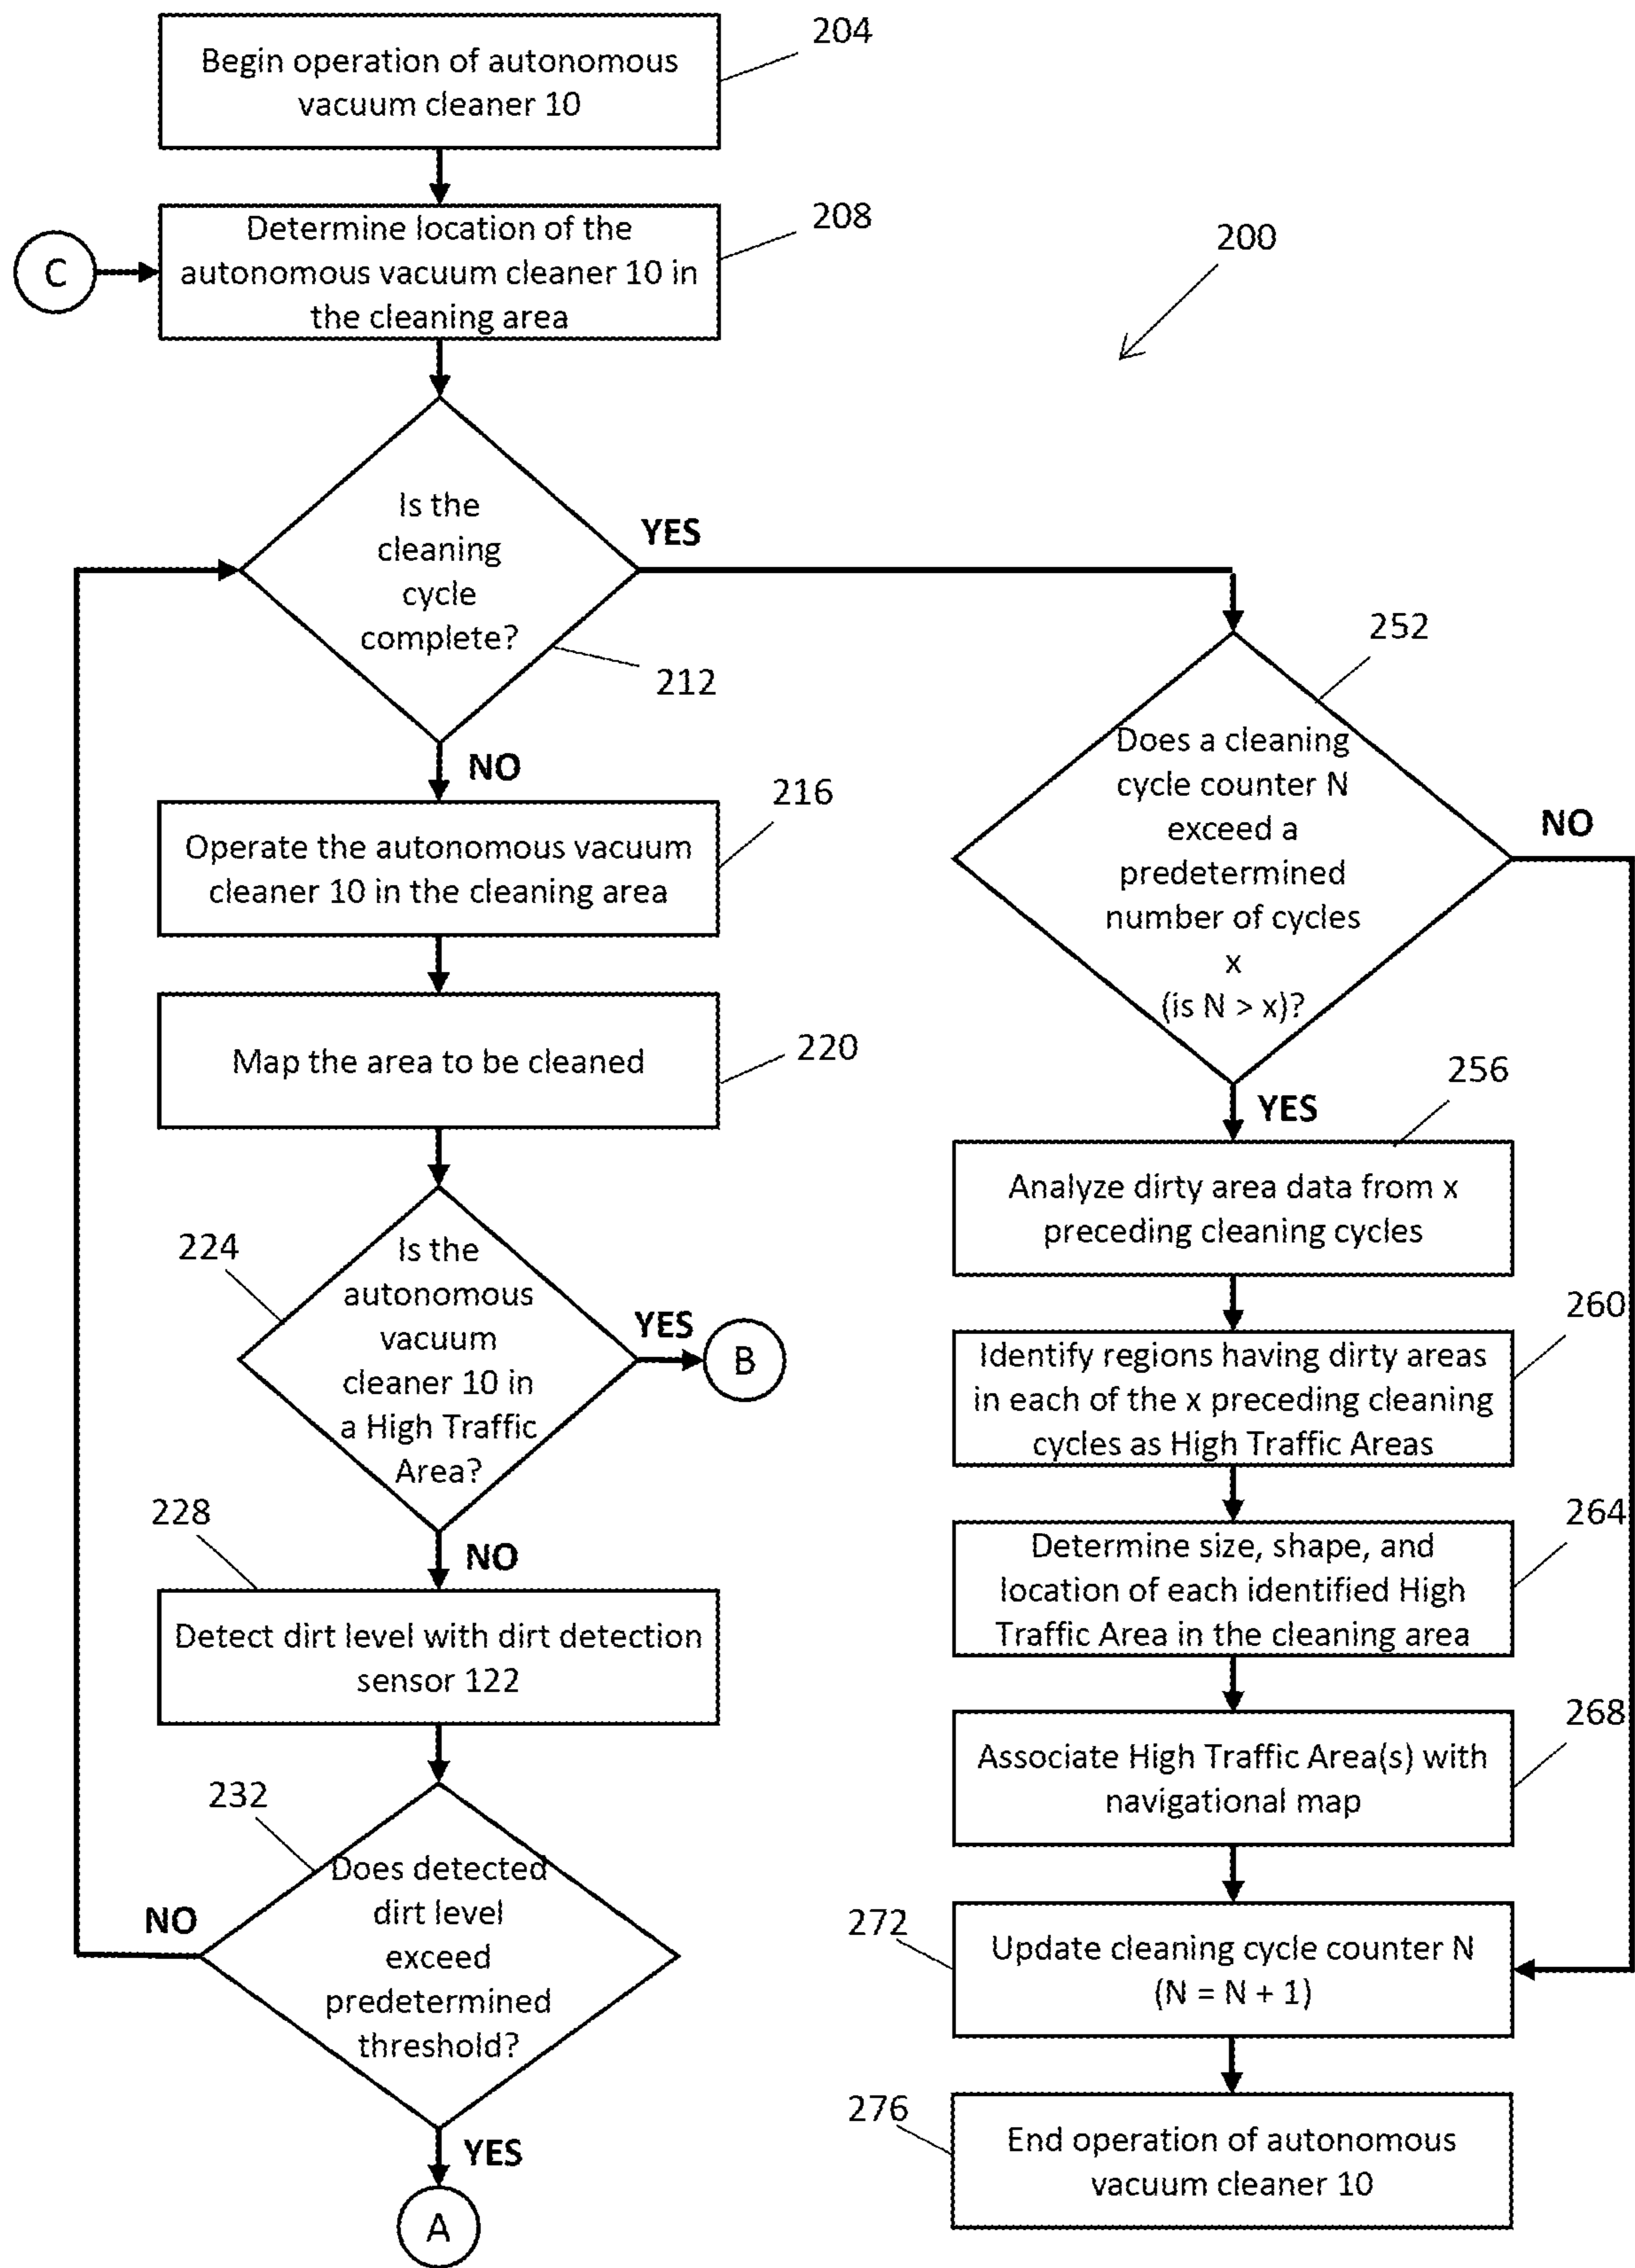 204
Begin operation of autonomous
vacuum cleaner 10
208
Determine location of the
autonomous vacuum cleaner 10 in
the cleaning area
C
200
Is the
cleaning
cycle
complete?
YES
212
NO
216
Operate the autonomous vacuum
cleaner 10 in the cleaning area
220
Map the area to be cleaned
224
Is the
autonomous
vacuum
cleaner 10 in
a High Traffic
Area?
YES
B
NO
228
Detect dirt level with dirt detection
sensor 122
232
Does detected
dirt level
exceed
predetermined
threshold?
NO
YES
A
252
Does a cleaning
cycle counter N
exceed a
predetermined
number of cycles
x
(is N > x)?
NO
YES
256
Analyze dirty area data from x
preceding cleaning cycles
260
Identify regions having dirty areas
in each of the x preceding cleaning
cycles as High Traffic Areas
264
Determine size, shape, and
location of each identified High
Traffic Area in the cleaning area
268
Associate High Traffic Area(s) with
navigational map
272
Update cleaning cycle counter N
(N = N + 1)
276
End operation of autonomous
vacuum cleaner 10